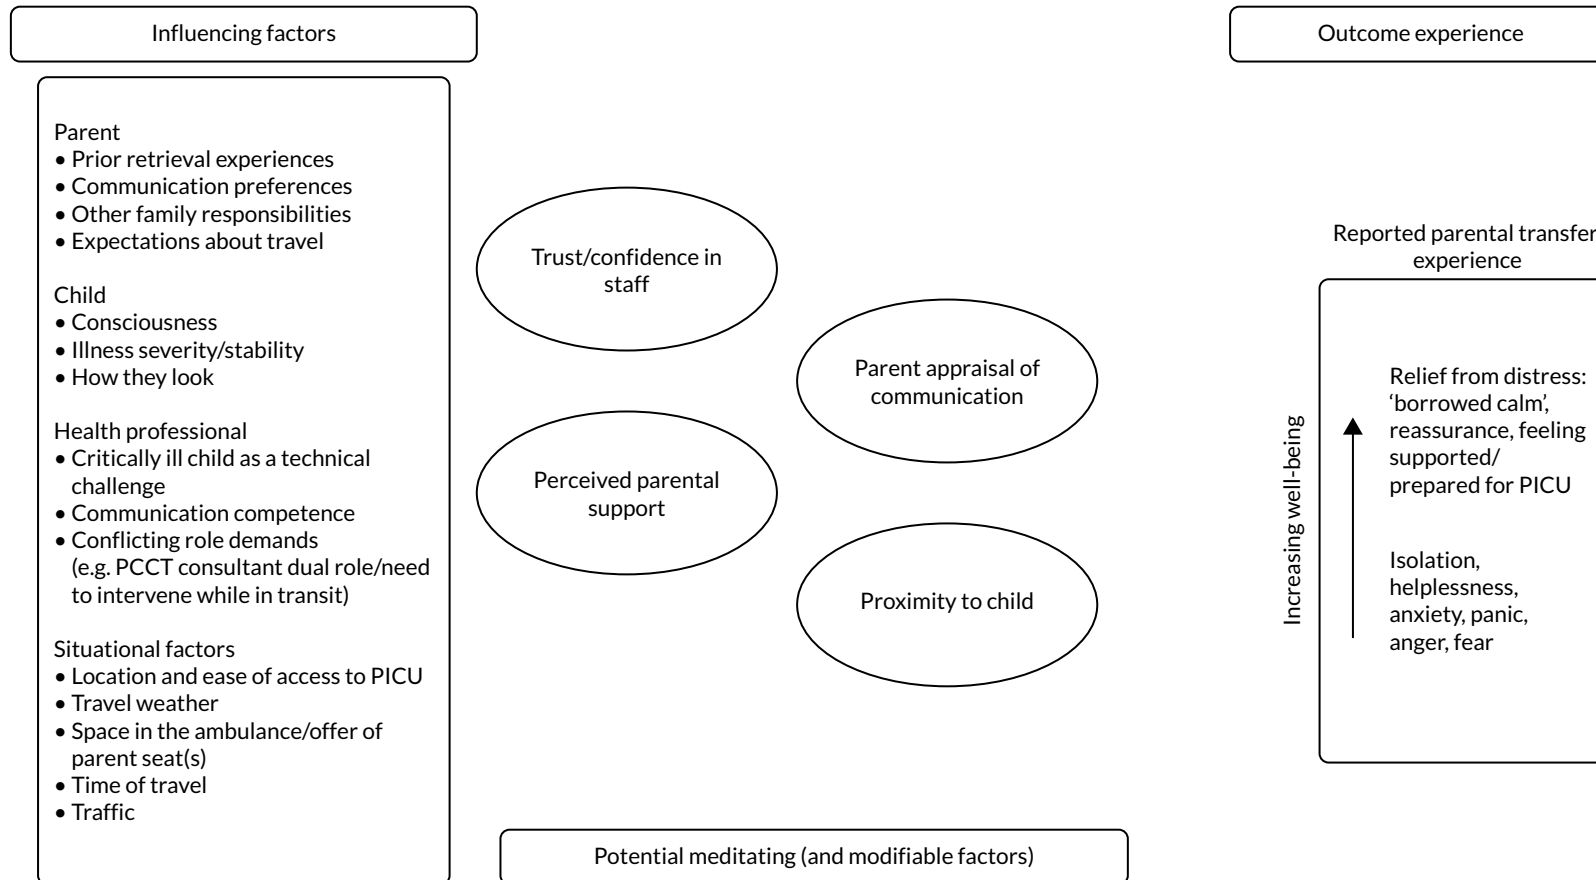 Influencing factors
Parent
• Prior retrieval experiences
• Communication preferences
• Other family responsibilities
• Expectations about travel
Child
• Consciousness
• Illness severity/stability
• How they look
Health professional
• Critically ill child as a technical
challenge
• Communication competence
• Conflicting role demands
(e.g. PCCT consultant dual role/need
to intervene while in transit)
Situational factors
• Location and ease of access to PICU
• Travel weather
• Space in the ambulance/offer of
parent seat(s)
• Time of travel
• Traffic
Trust/confidence in
staff
Perceived parental
support
Parent appraisal of
communication
Proximity to child
Potential meditating (and modifiable factors)
Outcome experience
Reported parental transfer
experience
Increasing well-being
Relief from distress:
‘borrowed calm’,
reassurance, feeling
supported/
prepared for PICU
Isolation,
helplessness,
anxiety, panic,
anger, fear